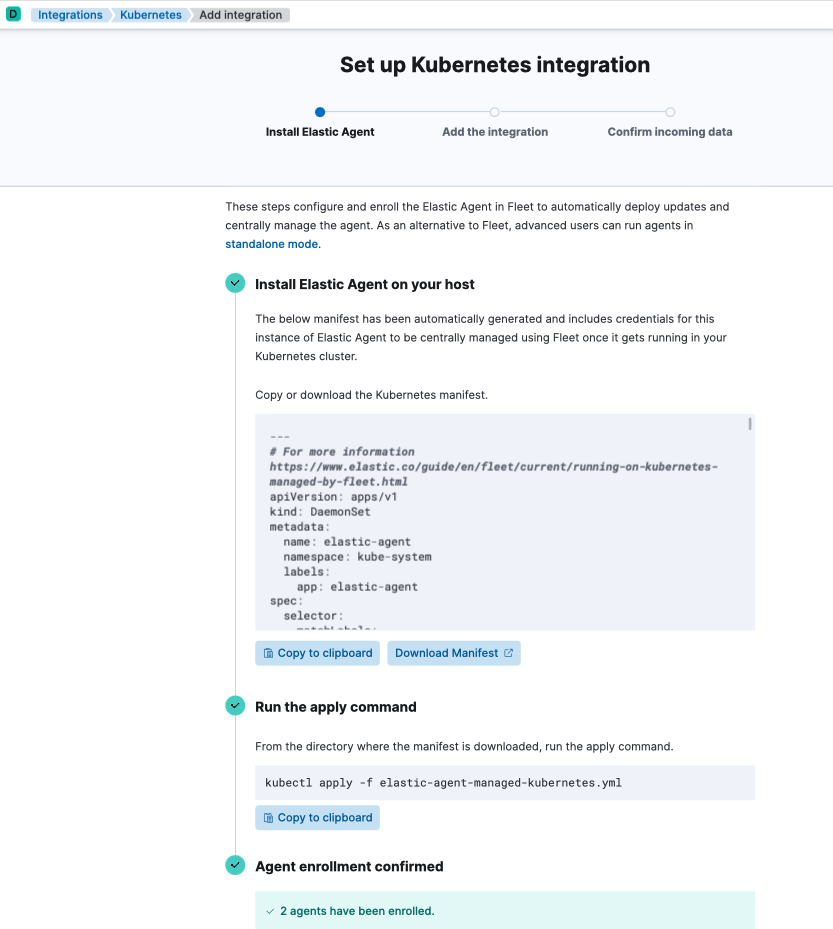 D Integrations Kubernetes Add integration
Set up Kubernetes integration
Install Elastic Agent Add the integration Confirm incoming data
These steps configure and enroll the Elastic Agent in Fleet to automatically deploy updates and
centrally manage the agent. As an alternative to Fleet, advanced users can run agents in
standalone mode.
Install Elastic Agent on your host
The below manifest has been automatically generated and includes credentials for this
instance of Elastic Agent to be centrally managed using Fleet once it gets running in your
Kubernetes cluster.
Copy or download the Kubernetes manifest.
---
# For more information
https://www.elastic.co/guide/en/fleet/current/running-on-kubernetes-
managed-by-fleet.html
apiVersion: apps/v1
kind: DaemonSet
metadata:
  name: elastic-agent
  namespace: kube-system
  labels:
    app: elastic-agent
spec:
  selector:
    matchLabels:
Copy to clipboard Download Manifest
Run the apply command
From the directory where the manifest is downloaded, run the apply command.
kubectl apply -f elastic-agent-managed-kubernetes.yml
Copy to clipboard
Agent enrollment confirmed
2 agents have been enrolled.